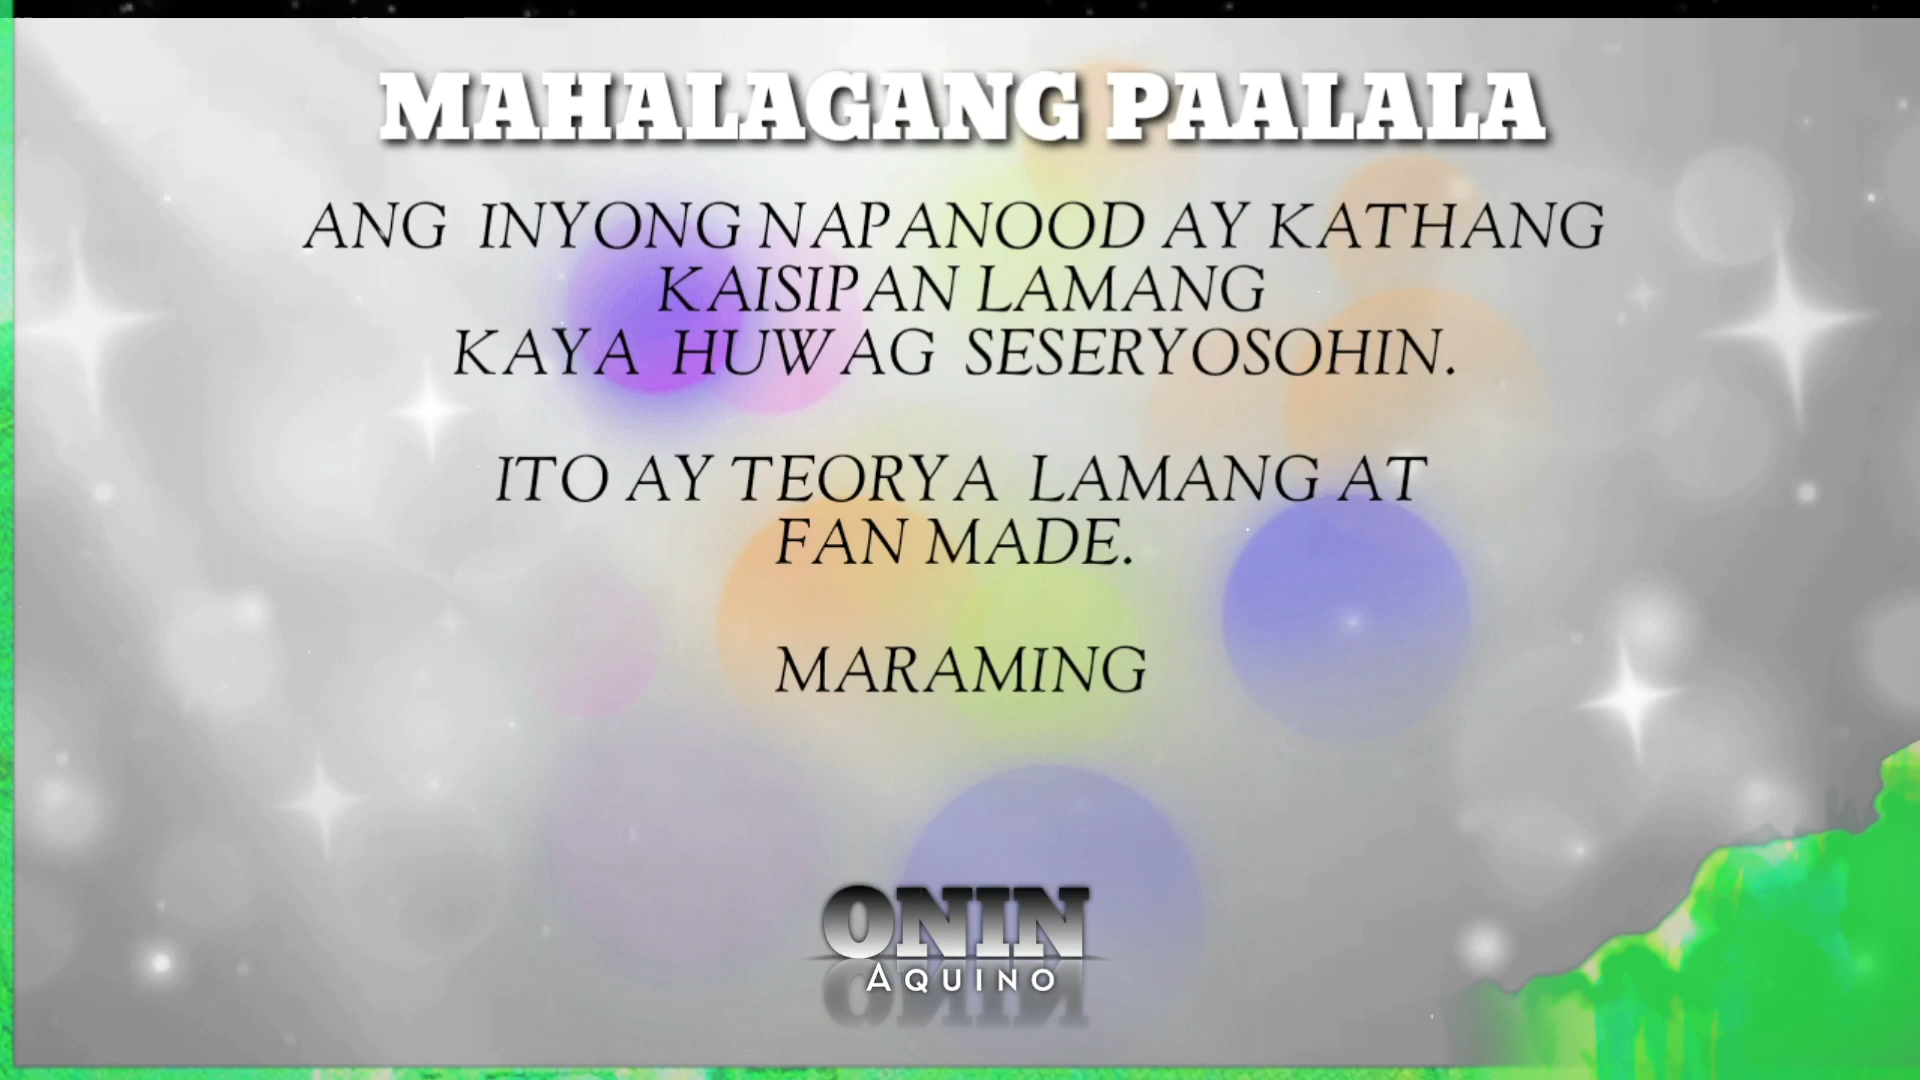 MAHALAGANG PAALALA
ANG INYONG NAPANOOD AY KATHANG
KAISIPAN LAMANG
KAYA HUWAG SESERYOSOHIN.
ITO AY TEORYA LAMANG AT
FAN MADE.
MARAMING
ONIN
AQUINO